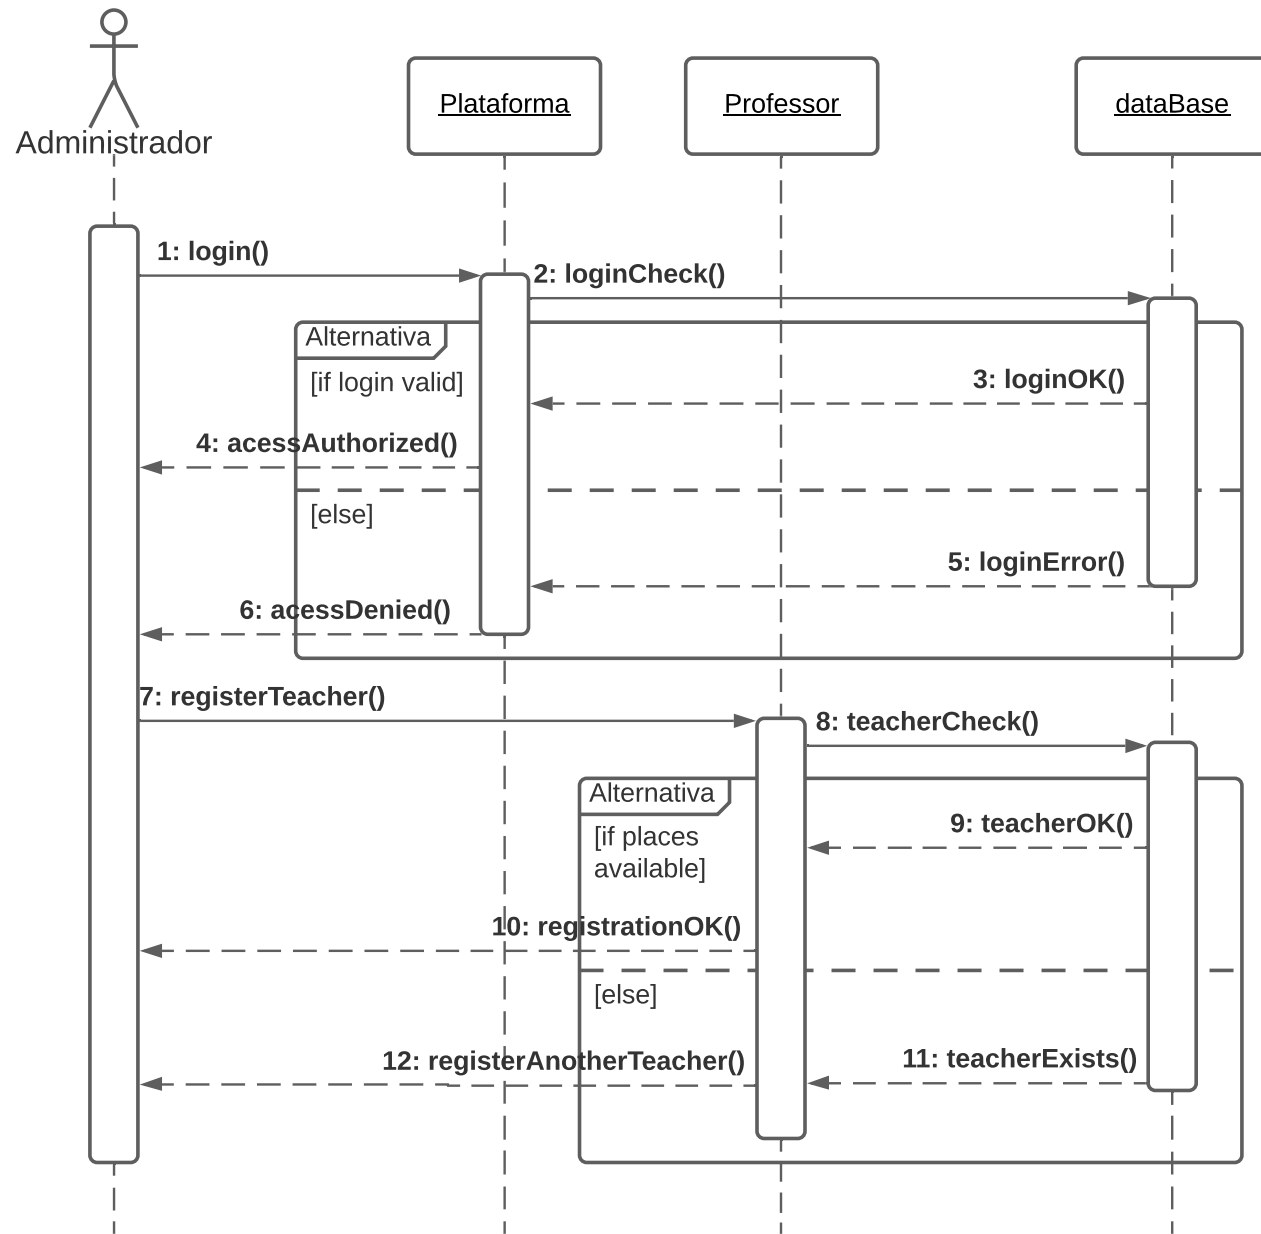 Administrador
Plataforma
Professor
dataBase
1: login()
2: loginCheck()
Alternativa
[if login valid]
3: loginOK()
4: acessAuthorized()
[else]
5: loginError()
6: acessDenied()
7: registerTeacher()
8: teacherCheck()
Alternativa
[if places
available]
9: teacherOK()
10: registrationOK()
[else]
12: registerAnotherTeacher()
11: teacherExists()